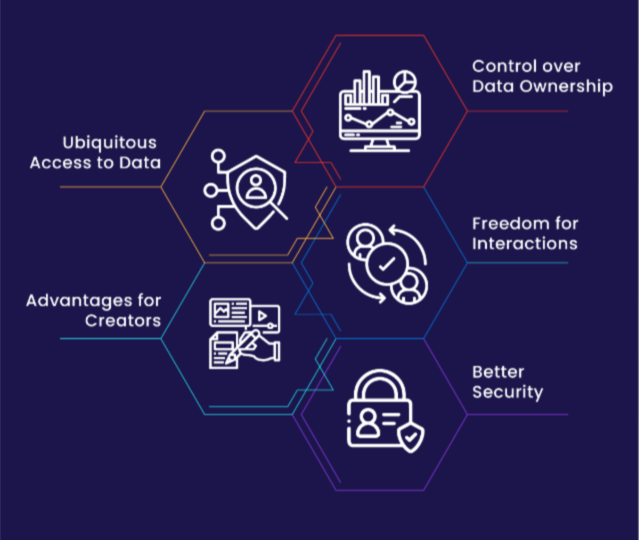 Control over
Data Ownership
Ubiquitous
Access to Data
Freedom for
Interactions
Advantages for
Creators
Better
Security